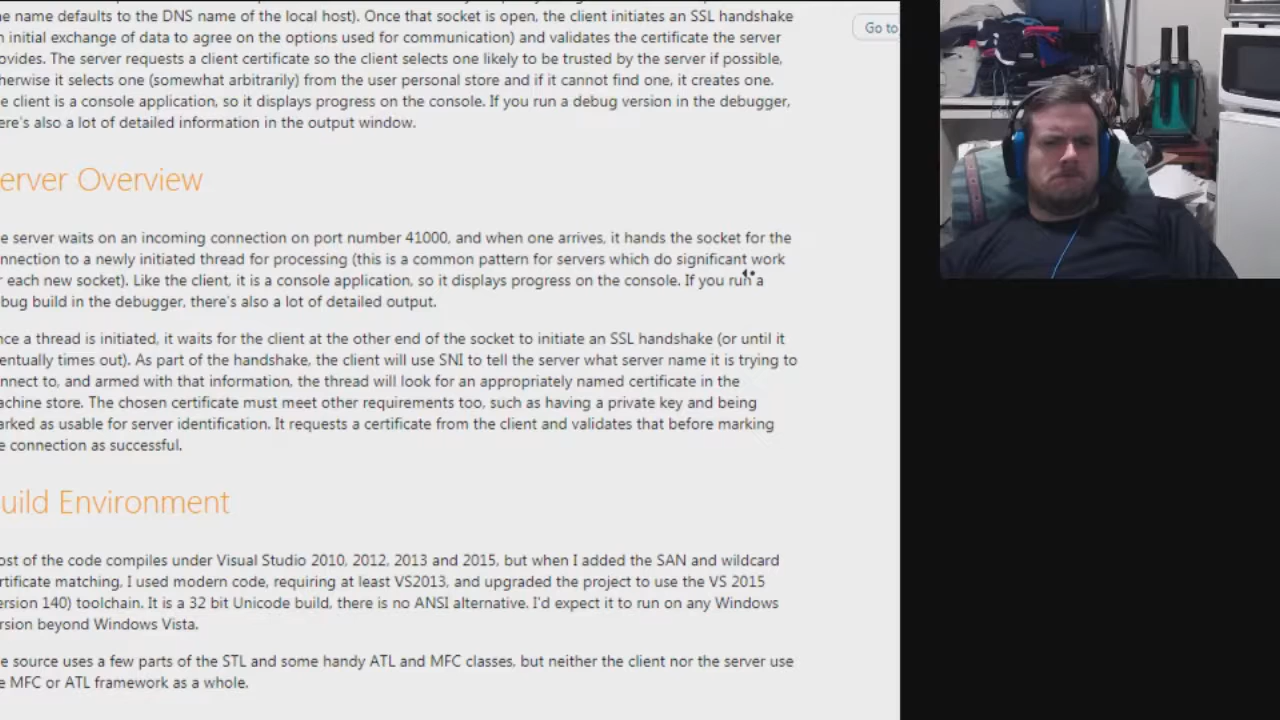 e name defaults to the DNS name of the local host). Once that socket is open, the client initiates an SSL handshake
Go to
n initial exchange of data to agree on the options used for communication) and validates the certificate the server
ovides. The server requests a client certificate so the client selects one likely to be trusted by the server if possible,
herwise it selects one (somewhat arbitrarily) from the user personal store and if it cannot find one, it creates one.
e client is a console application, so it displays progress on the console. If you run a debug version in the debugger,
ere's also a lot of detailed information in the output window.
erver Overview
e server waits on an incoming connection on port number 41000, and when one arrives, it hands the socket for the
nnection to a newly initiated thread for processing (this is a common pattern for servers which do significant work
r each new socket). Like the client, it is a console application, so it displays progress on the console. If you run a
bug build in the debugger, there's also a lot of detailed output.
nce a thread is initiated, it waits for the client at the other end of the socket to initiate an SSL handshake (or until it
entually times out). As part of the handshake, the client will use SNI to tell the server what server name it is trying to
nnect to, and armed with that information, the thread will look for an appropriately named certificate in the
achine store. The chosen certificate must meet other requirements too, such as having a private key and being
arked as usable for server identification. It requests a certificate from the client and validates that before marking
e connection as successful.
uild Environment
ost of the code compiles under Visual Studio 2010, 2012, 2013 and 2015, but when I added the SAN and wildcard
rtificate matching, I used modern code, requiring at least VS2013, and upgraded the project to use the VS 2015
ersion 140) toolchain. It is a 32 bit Unicode build, there is no ANSI alternative. I'd expect it to run on any Windows
rsion beyond Windows Vista.
e source uses a few parts of the STL and some handy ATL and MFC classes, but neither the client nor the server use
e MFC or ATL framework as a whole.